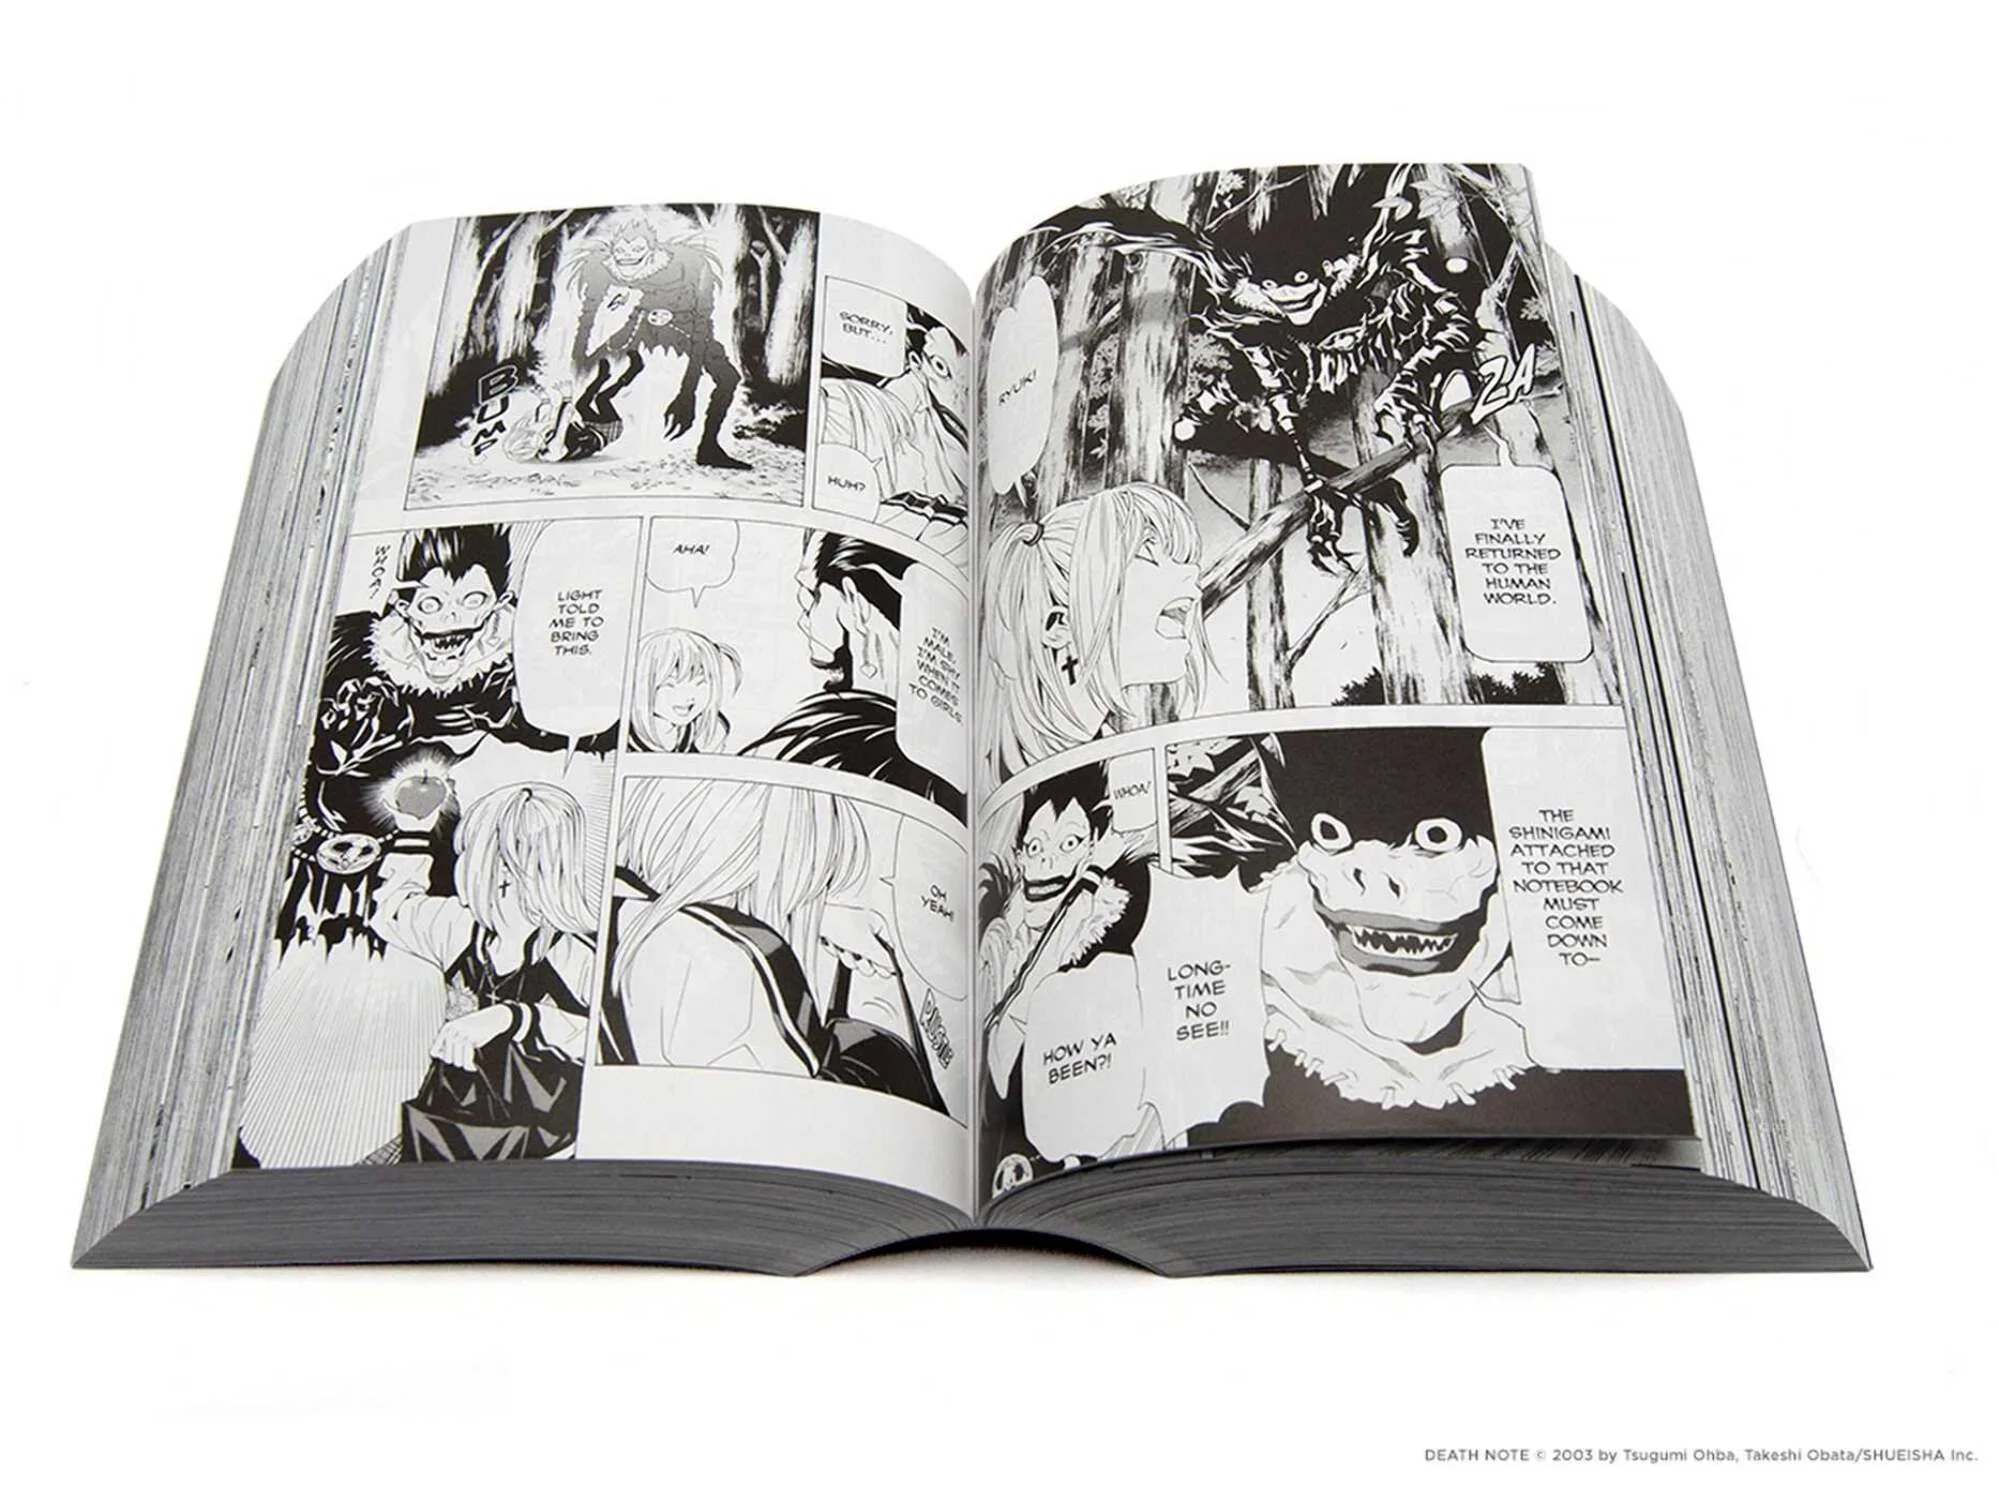 ZA
I'VE
FINALLY
RETURNED
TO THE
HUMAN
WORLD.
RYUK!
THE
SHINIGAMI
ATTACHED
TO THAT
NOTEBOOK
MUST
COME
DOWN
TO—
LONG-
TIME
NO
SEE!!
WHOA!
HOW YA
BEEN?!
SORRY,
BUT...
HUH?
BUMP
I'M
MALE,
I'M SHY
WHEN IT
COMES
TO GIRLS.
AHA!
OH
YEAH!
RUSTLE
LIGHT
TOLD
ME TO
BRING
THIS.
WHOA!
DEATH NOTE © 2003 by Tsugumi Ohba, Takeshi Obata/SHUEISHA Inc.